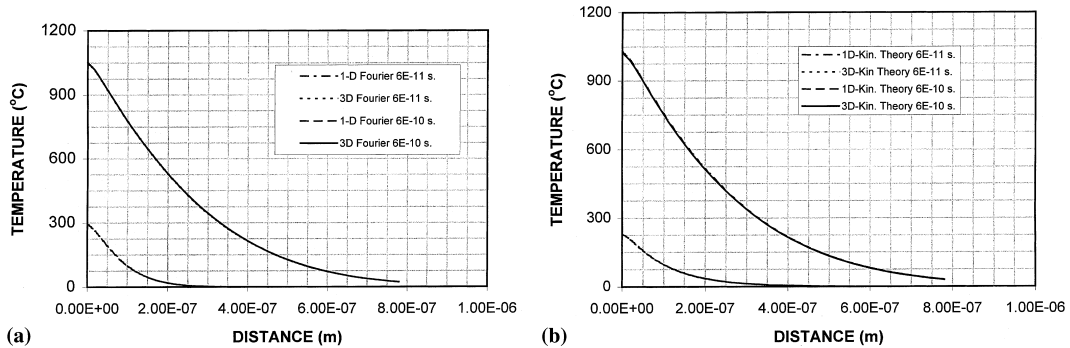 1200
900
600
300
0
TEMPERATURE (°C)
1-D Fourier 6E-11 s.
3D Fourier 6E-11 s.
1-D Fourier 6E-10 s.
3D Fourier 6E-10 s.
0.00E+00 2.00E-07 4.00E-07 6.00E-07 8.00E-07 1.00E-06
DISTANCE (m)
(a)
1200
900
600
300
0
TEMPERATURE (°C)
1D-Kin. Theory 6E-11 s.
3D-Kin Theory 6E-11 s.
1D-Kin. Theory 6E-10 s.
3D-Kin. Theory 6E-10 s.
0.00E+00 2.00E-07 4.00E-07 6.00E-07 8.00E-07 1.00E-06
DISTANCE (m)
(b)